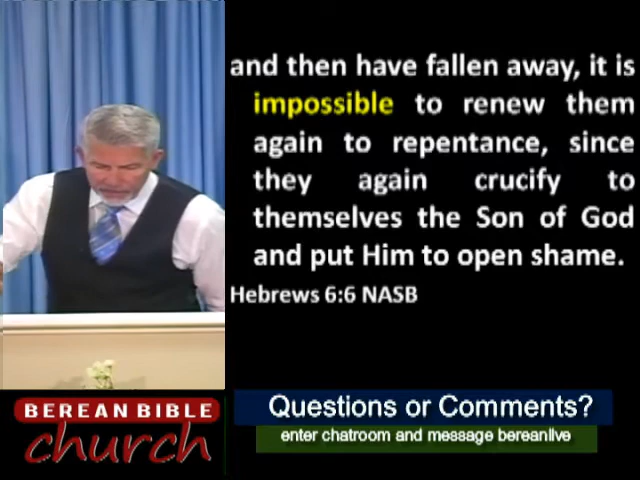 and then have fallen away, it is
impossible to renew them
again to repentance, since
they again crucify to
themselves the Son of God
and put Him to open shame.
Hebrews 6:6 NASB
BEREAN BIBLE
church
Questions or Comments?
enter chatroom and message bereanlive